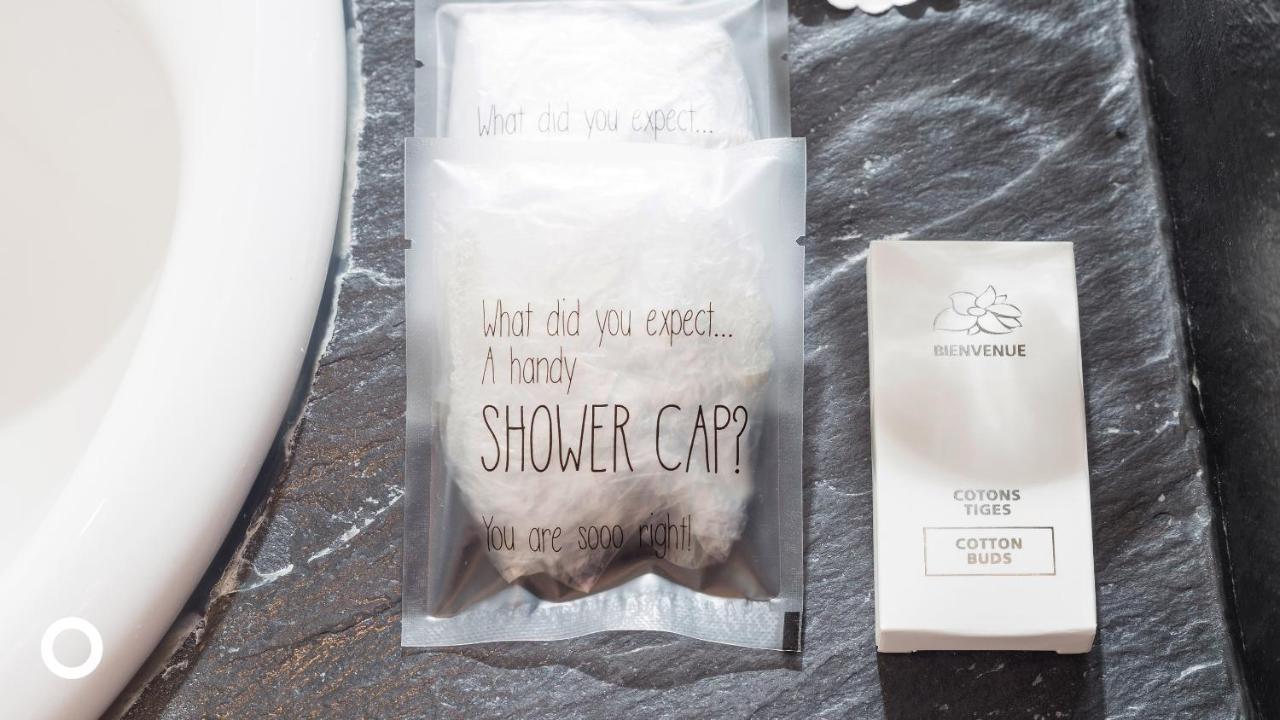 What did you expect...
What did you expect...
A handy
SHOWER CAP?
You are sooo right!
BIENVENUE
COTONS
TIGES
COTTON
BUDS